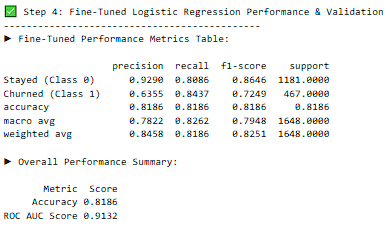 ✅ Step 4: Fine-Tuned Logistic Regression Performance & Validation
--------------------------------------------
► Fine-Tuned Performance Metrics Table:
precision recall f1-score support
Stayed (Class 0) 0.9290 0.8086 0.8646 1181.0000
Churned (Class 1) 0.6355 0.8437 0.7249 467.0000
accuracy 0.8186 0.8186 0.8186 0.8186
macro avg 0.7822 0.8262 0.7948 1648.0000
weighted avg 0.8458 0.8186 0.8251 1648.0000
► Overall Performance Summary:
Metric Score
Accuracy 0.8186
ROC AUC Score 0.9132